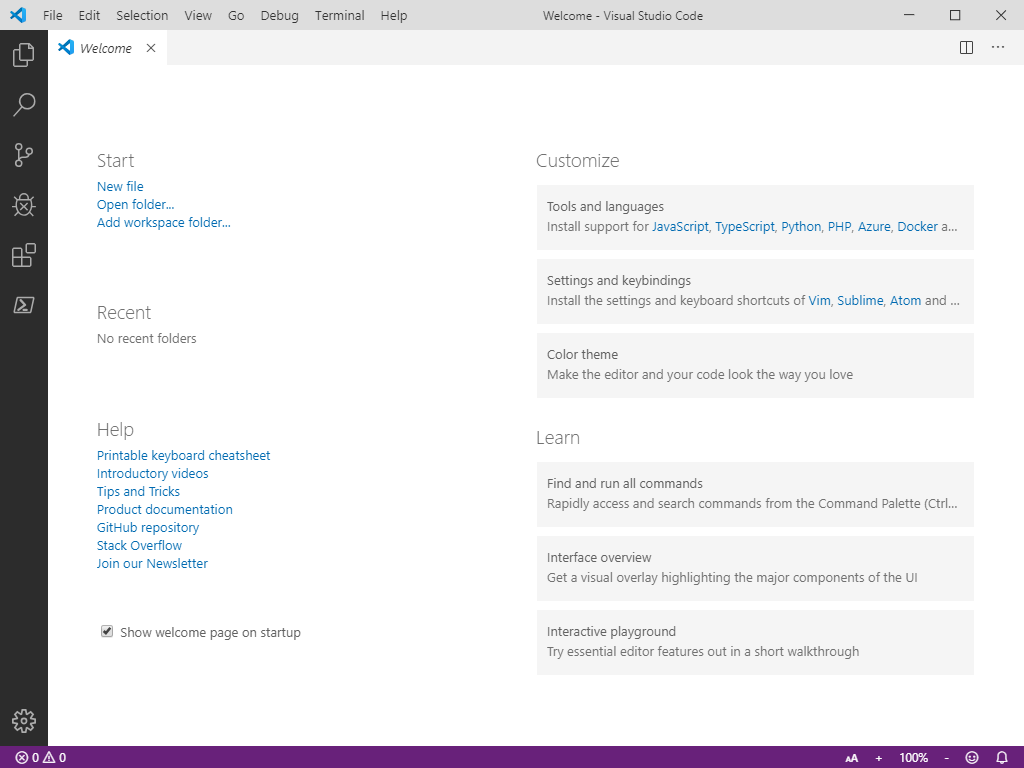 File Edit Selection View Go Debug Terminal Help Welcome - Visual Studio Code
Welcome
Start
New file
Open folder...
Add workspace folder...
Recent
No recent folders
Help
Printable keyboard cheatsheet
Introductory videos
Tips and Tricks
Product documentation
GitHub repository
Stack Overflow
Join our Newsletter
Show welcome page on startup
Customize
Tools and languages
Install support for JavaScript, TypeScript, Python, PHP, Azure, Docker a...
Settings and keybindings
Install the settings and keyboard shortcuts of Vim, Sublime, Atom and ...
Color theme
Make the editor and your code look the way you love
Learn
Find and run all commands
Rapidly access and search commands from the Command Palette (Ctrl...
Interface overview
Get a visual overlay highlighting the major components of the UI
Interactive playground
Try essential editor features out in a short walkthrough
0 0 AA + 100% -